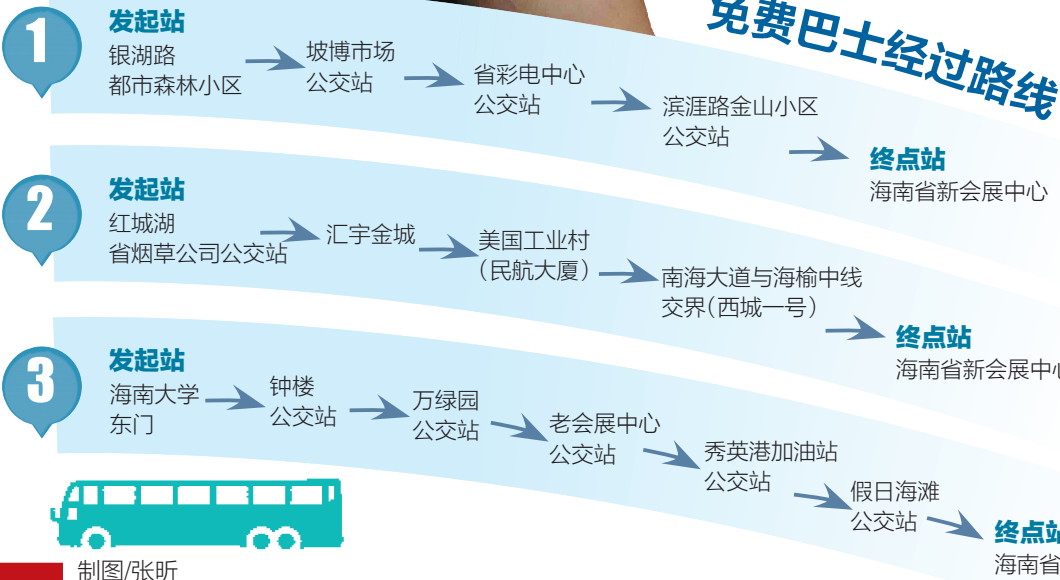 免费巴士经过路线
1
发起站
银湖路
都市森林小区
坡博市场
公交站
省彩电中心
公交站
滨涯路金山小区
公交站
终点站
海南省新会展中心
2
发起站
红城湖
省烟草公司公交站
汇宇金城
美国工业村
（民航大厦）
南海大道与海榆中线
交界（西城一号）
终点站
海南省新会展中心
3
发起站
海南大学
东门
钟楼
公交站
万绿园
公交站
老会展中心
公交站
秀英港加油站
公交站
假日海滩
公交站
终点站
海南省
制图/张昕